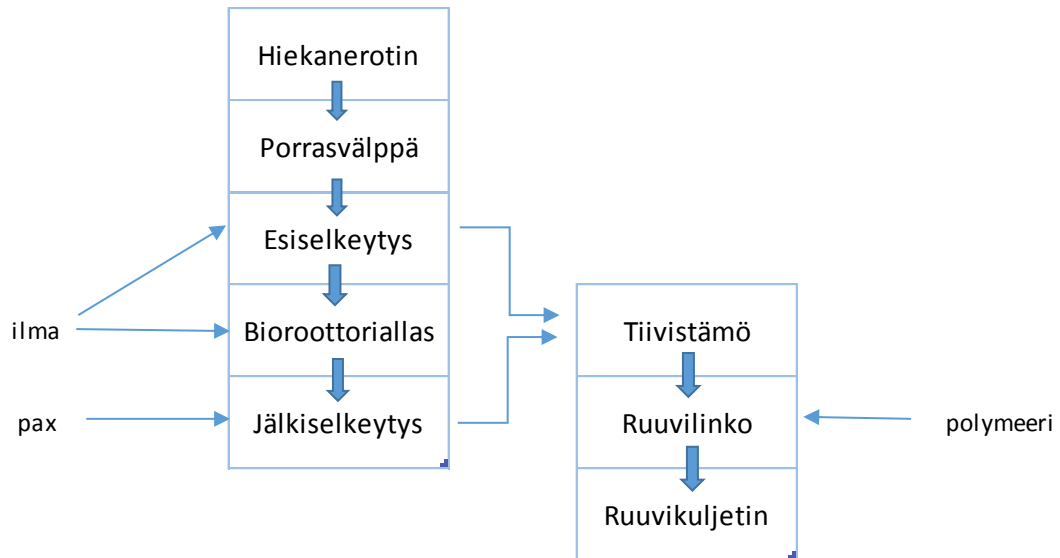 Hiekanerotin
Porrasvälppä
Esiselkeytys
ilma
Bioroottoriallas
Tiivistämö
pax
Jälkiselkeytys
Ruuvilinko
polymeeri
Ruuvikuljetin